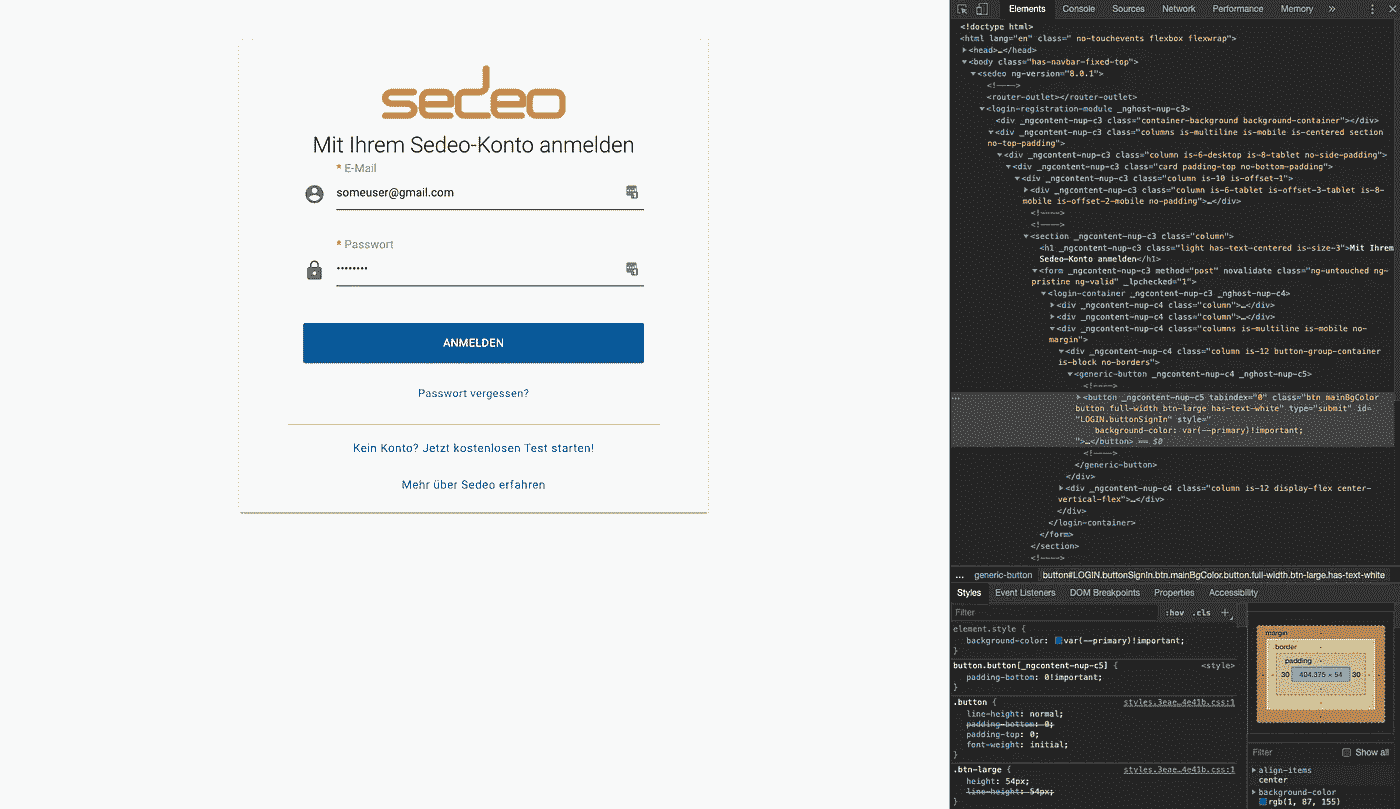 sedeo
Mit Ihrem Sedeo-Konto anmelden
* E-Mail
someuser@gmail.com
* Passwort
••••••••
ANMELDEN
Passwort vergessen?
Kein Konto? Jetzt kostenlosen Test starten!
Mehr über Sedeo erfahren
Elements Console Sources Network Performance Memory »
<!doctype html>
<html lang="en" class=" no-touchevents flexbox flexwrap">
<head>…</head>
<body class="has-navbar-fixed-top">
<sedeo ng-version="8.0.1">
<!---->
<router-outlet></router-outlet>
<login-registration-module _nghost-nup-c3>
<div _ngcontent-nup-c3 class="container-background background-container"></div>
<div _ngcontent-nup-c3 class="columns is-multiline is-mobile is-centered section
no-top-padding">
<div _ngcontent-nup-c3 class="column is-6-desktop is-8-tablet no-side-padding">
<div _ngcontent-nup-c3 class="card padding-top no-bottom-padding">
<div _ngcontent-nup-c3 class="column is-10 is-offset-1">
<div _ngcontent-nup-c3 class="column is-6-tablet is-offset-3-tablet is-8-
mobile is-offset-2-mobile no-padding">…</div>
<!---->
<!---->
<section _ngcontent-nup-c3 class="column">
<h1 _ngcontent-nup-c3 class="light has-text-centered is-size-3">Mit Ihrem
Sedeo-Konto anmelden</h1>
<form _ngcontent-nup-c3 method="post" novalidate class="ng-untouched ng-
pristine ng-valid" _lpchecked="1">
<login-container _ngcontent-nup-c3 _nghost-nup-c4>
<div _ngcontent-nup-c4 class="column">…</div>
<div _ngcontent-nup-c4 class="column">…</div>
<div _ngcontent-nup-c4 class="columns is-multiline is-mobile no-
margin">
<div _ngcontent-nup-c4 class="column is-12 button-group-container
is-block no-borders">
<generic-button _ngcontent-nup-c4 _nghost-nup-c5>
<!---->
… <button _ngcontent-nup-c5 tabindex="0" class="btn mainBgColor
button full-width btn-large has-text-white" type="submit" id=
"LOGIN.buttonSignIn" style="
background-color: var(--primary)!important;
">…</button> == $0
<!---->
</generic-button>
</div>
<div _ngcontent-nup-c4 class="column is-12 display-flex center-
vertical-flex">…</div>
</div>
</login-container>
</form>
</section>
<!---->
… generic-button button#LOGIN.buttonSignIn.btn.mainBgColor.button.full-width.btn-large.has-text-white
Styles Event Listeners DOM Breakpoints Properties Accessibility
Filter :hov .cls +
element.style {
background-color: var(--primary)!important;
}
button.button[_ngcontent-nup-c5] { <style>
padding-bottom: 0!important;
}
.button { styles.3eae…4e41b.css:1
line-height: normal;
padding-bottom: 0;
padding-top: 0;
font-weight: initial;
}
.btn-large { styles.3eae…4e41b.css:1
height: 54px;
line-height: 54px;
}
margin -
border -
padding -
- - 30 404.375 × 54 30 - -
-
-
-
Filter Show all
align-items
center
background-color
rgb(1, 87, 155)